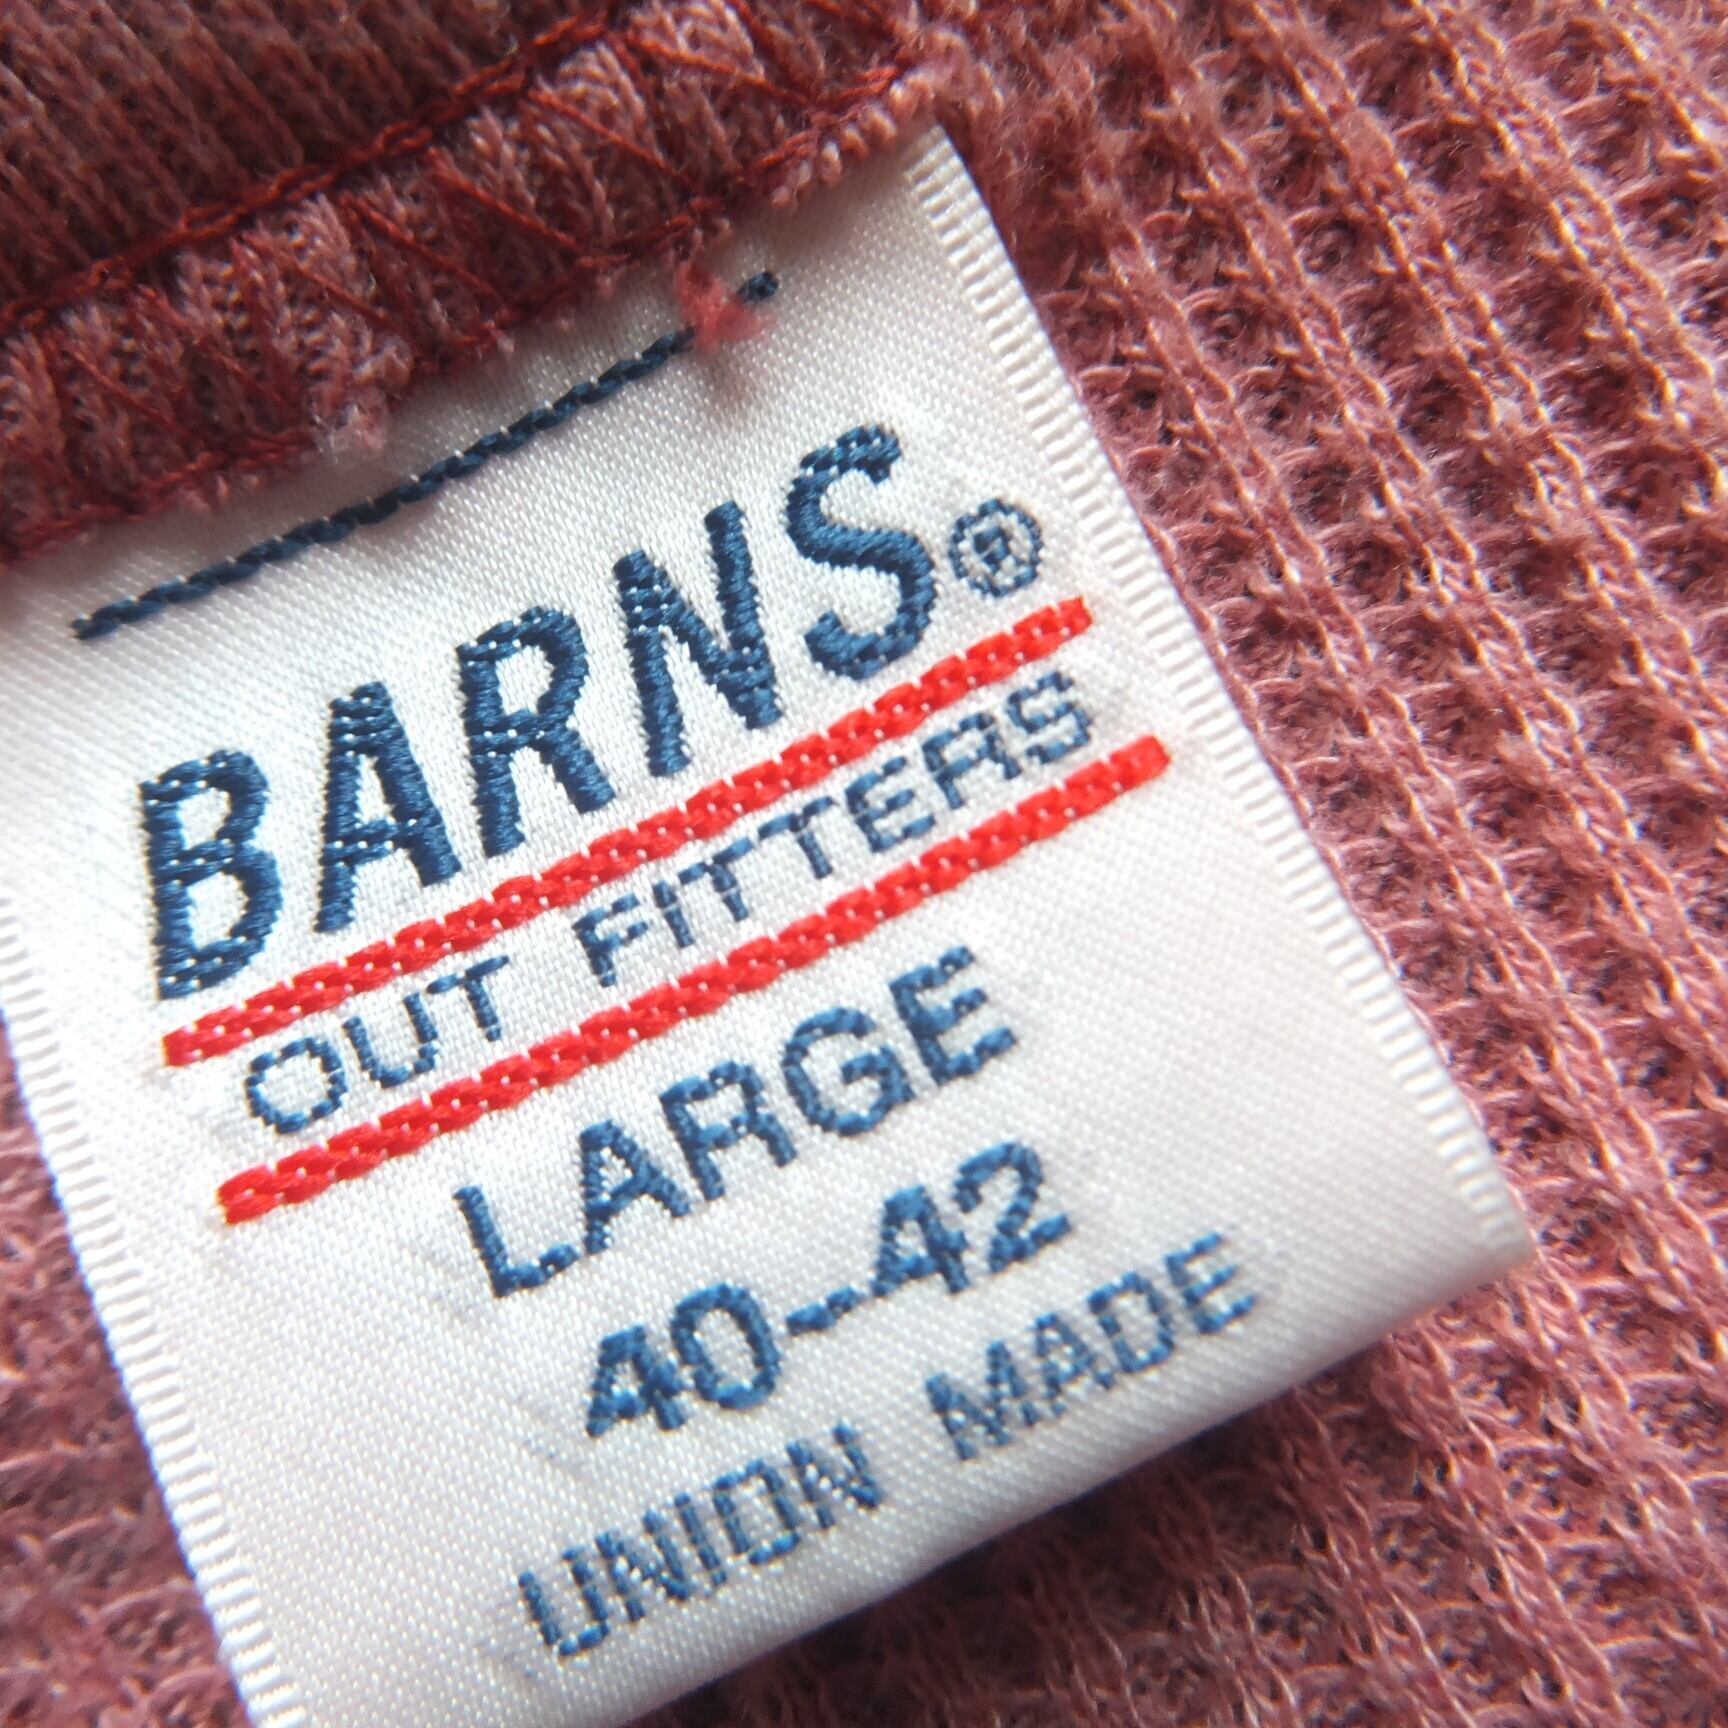 BARNS®
OUT FITTERS
LARGE
40-42
UNION MADE